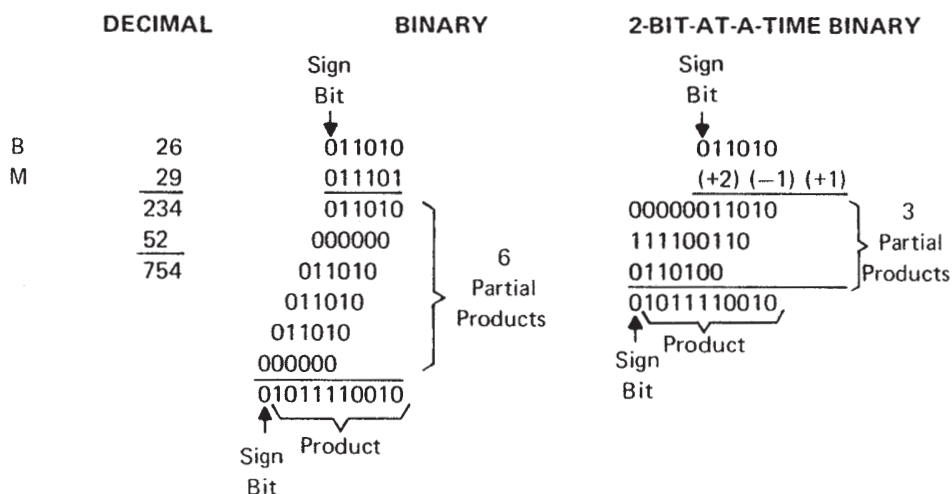 DECIMAL BINARY 2-BIT-AT-A-TIME BINARY
Sign Bit
Sign Bit
B 26 011010 011010
M 29 011101 (+2) (−1) (+1)
234 011010 00000011010
52 000000 111100110
754 011010 0110100
011010 01011110010
011010
000000
01011110010
6 Partial Products
3 Partial Products
Product
Sign Bit
Product
Sign Bit